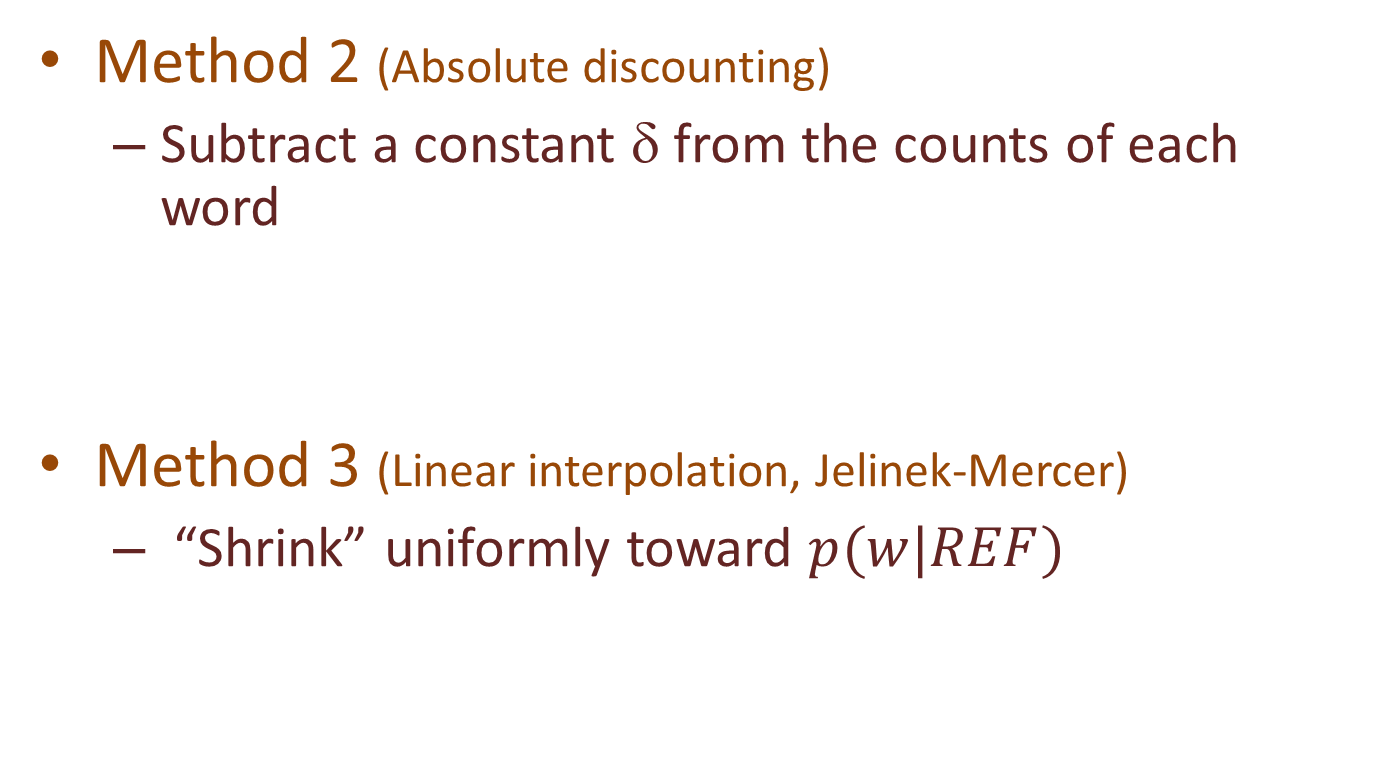 • Method 2 (Absolute discounting)
– Subtract a constant δ from the counts of each
word
• Method 3 (Linear interpolation, Jelinek-Mercer)
– “Shrink” uniformly toward 𝑝(𝑤|𝑅𝐸𝐹)